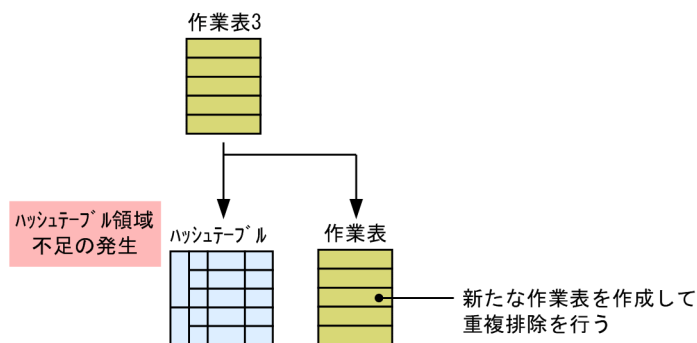 作業表3
ﾊｯｼｭﾃｰﾌﾞﾙ領域
不足の発生
ﾊｯｼｭﾃｰﾌﾞﾙ
作業表
新たな作業表を作成して
重複排除を行う